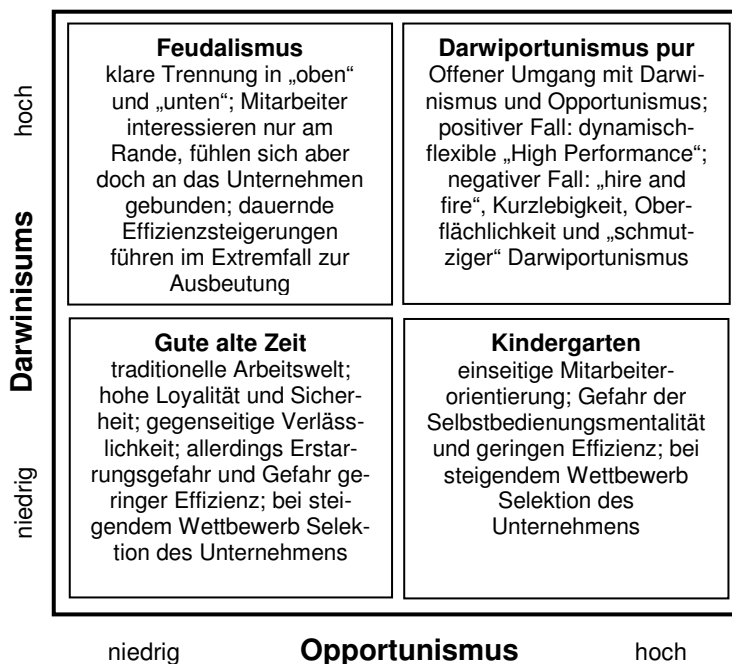 Feudalismus
klare Trennung in „oben“
und „unten“; Mitarbeiter
interessieren nur am
Rande, fühlen sich aber
doch an das Unternehmen
gebunden; dauernde
Effizienzsteigerungen
führen im Extremfall zur
Ausbeutung
Darwiportunismus pur
Offener Umgang mit Darwi-
nismus und Opportunismus;
positiver Fall: dynamisch-
flexible „High Performance“;
negativer Fall: „hire and
fire“, Kurzlebigkeit, Ober-
flächlichkeit und „schmut-
ziger“ Darwiportunismus
Gute alte Zeit
traditionelle Arbeitswelt;
hohe Loyalität und Sicher-
heit; gegenseitige Verläss-
lichkeit; allerdings Erstar-
rungsgefahr und Gefahr ge-
ringer Effizienz; bei stei-
gendem Wettbewerb Selek-
tion des Unternehmens
Kindergarten
einseitige Mitarbeiter-
orientierung; Gefahr der
Selbstbedienungsmentalität
und geringen Effizienz; bei
steigendem Wettbewerb
Selektion des
Unternehmens
hoch
Darwinisums
niedrig
niedrig
Opportunismus
hoch